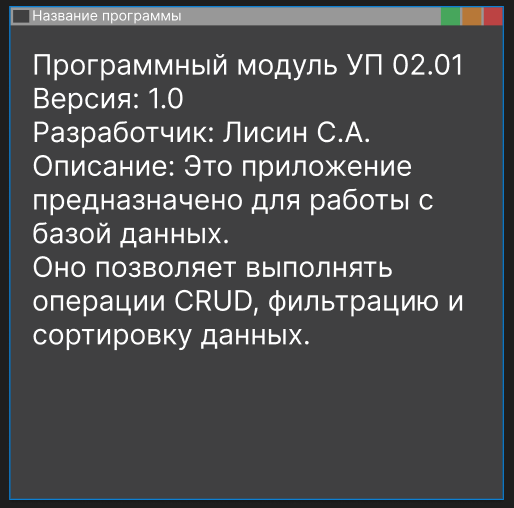 Название программы
Программный модуль УП 02.01
Версия: 1.0
Разработчик: Лисин С.А.
Описание: Это приложение
предназначено для работы с
базой данных.
Оно позволяет выполнять
операции CRUD, фильтрацию и
сортировку данных.